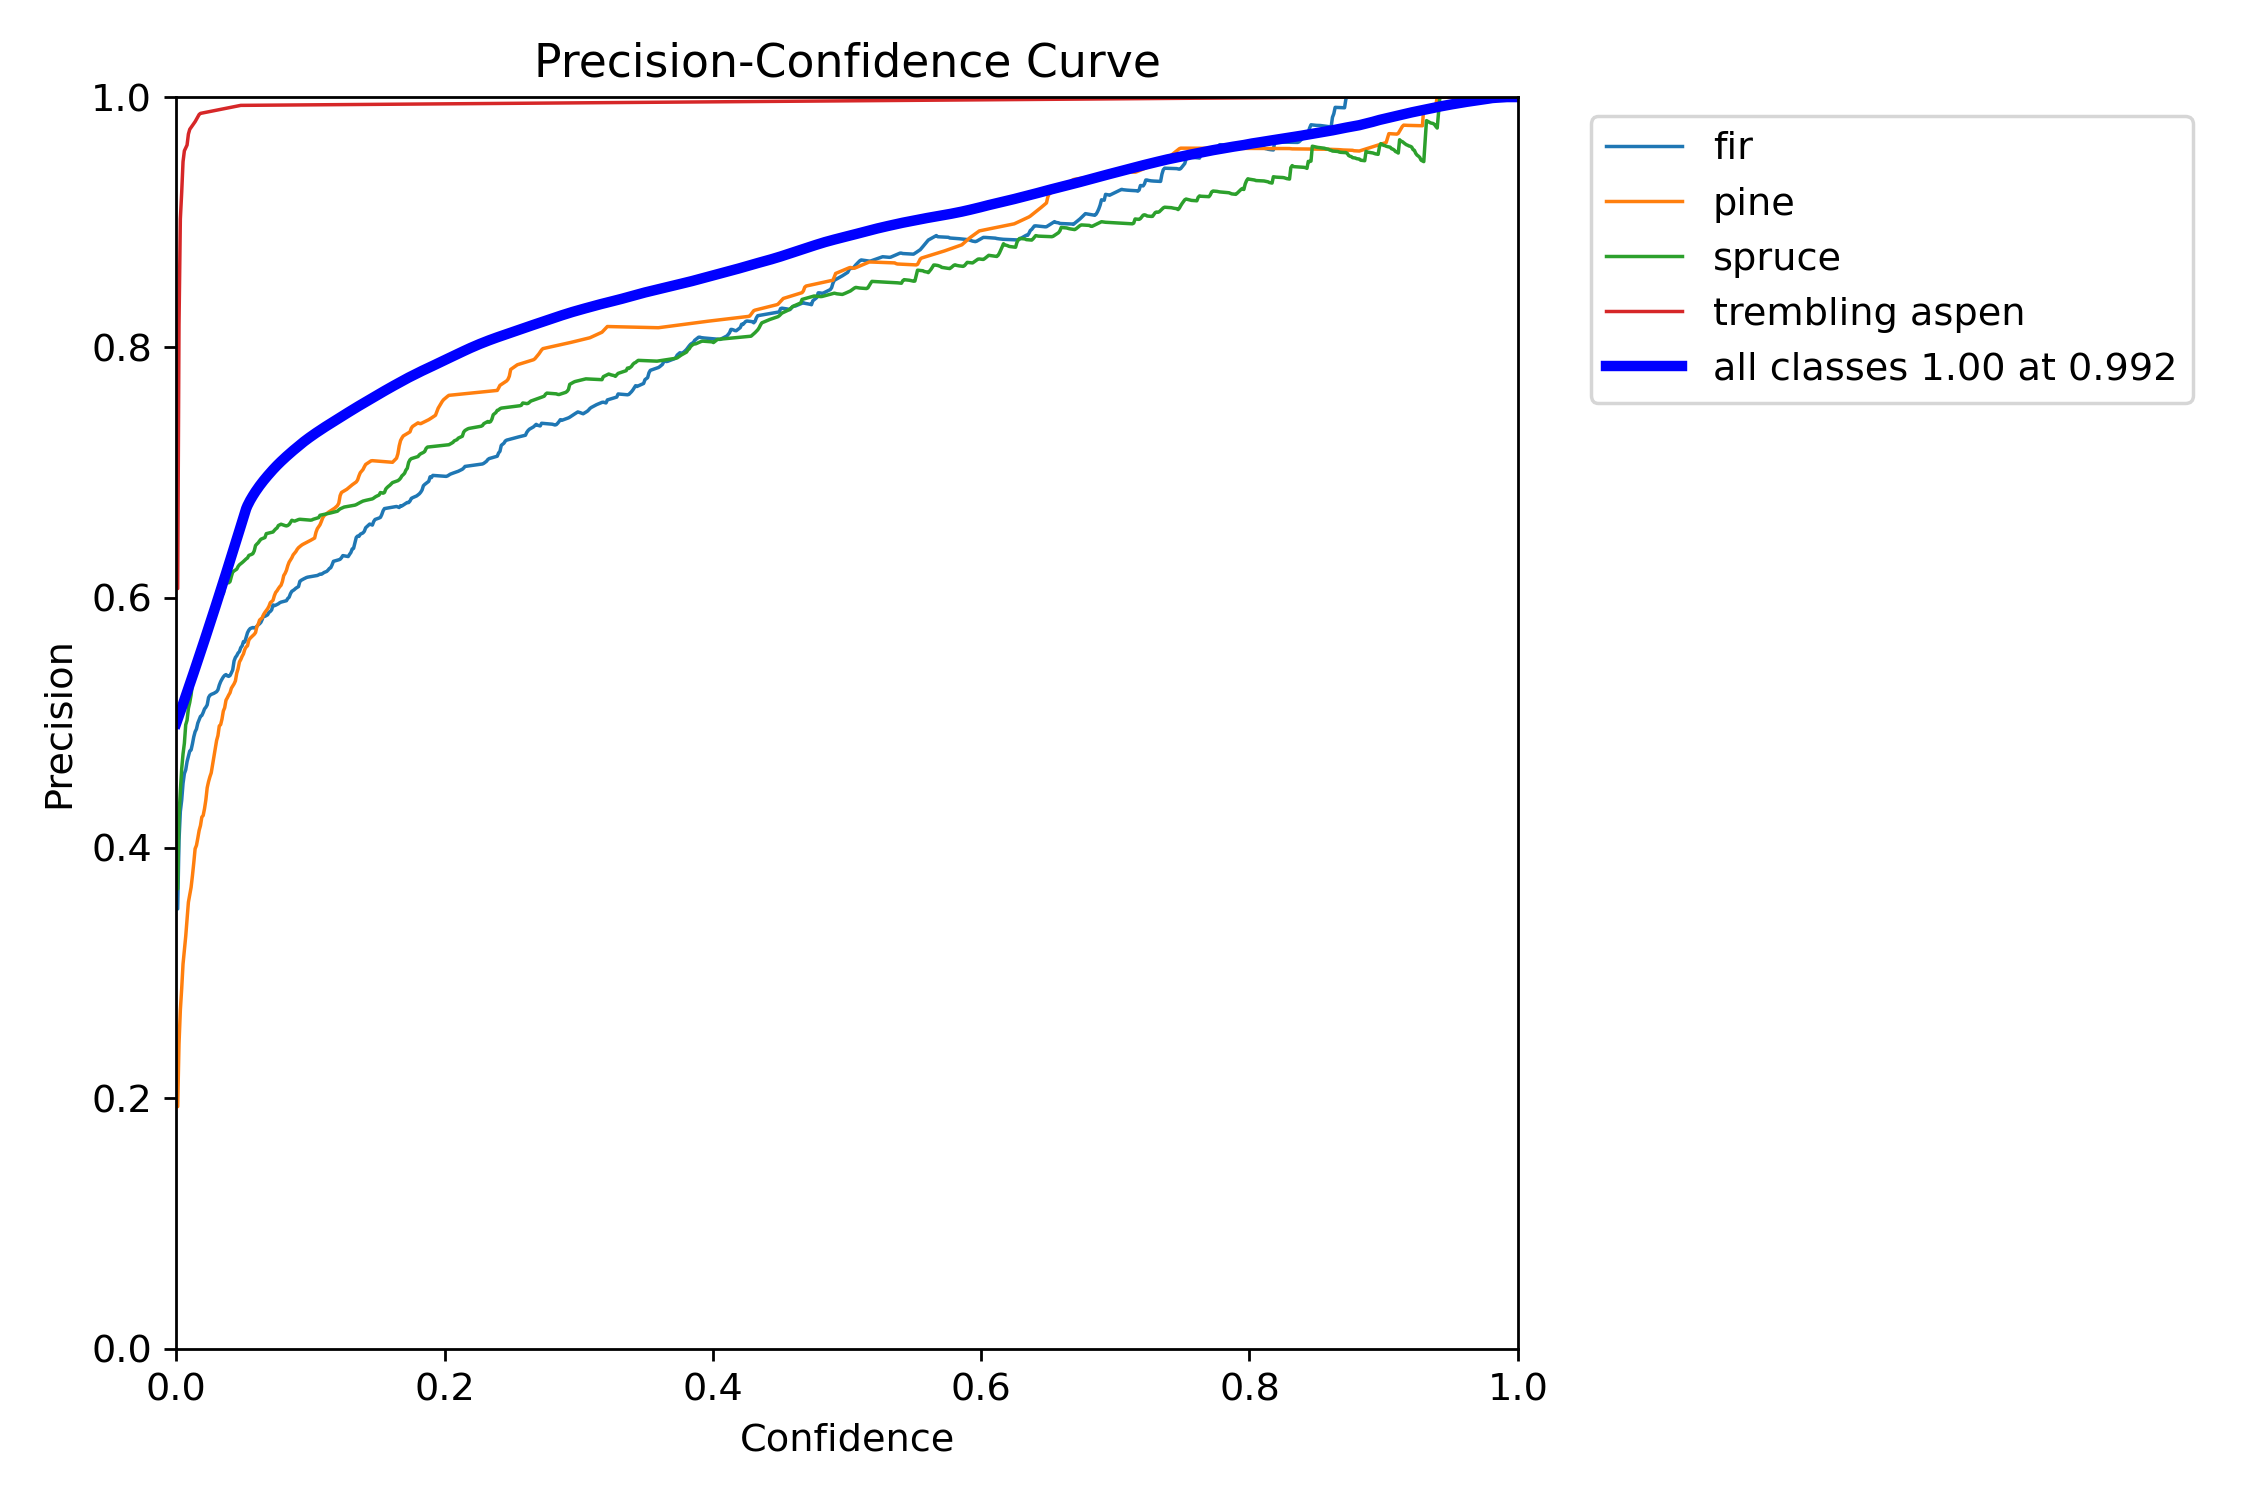 Precision-Confidence Curve
1.0
0.8
0.6
0.4
0.2
0.0
Precision
0.0 0.2 0.4 0.6 0.8 1.0
Confidence
fir
pine
spruce
trembling aspen
all classes 1.00 at 0.992